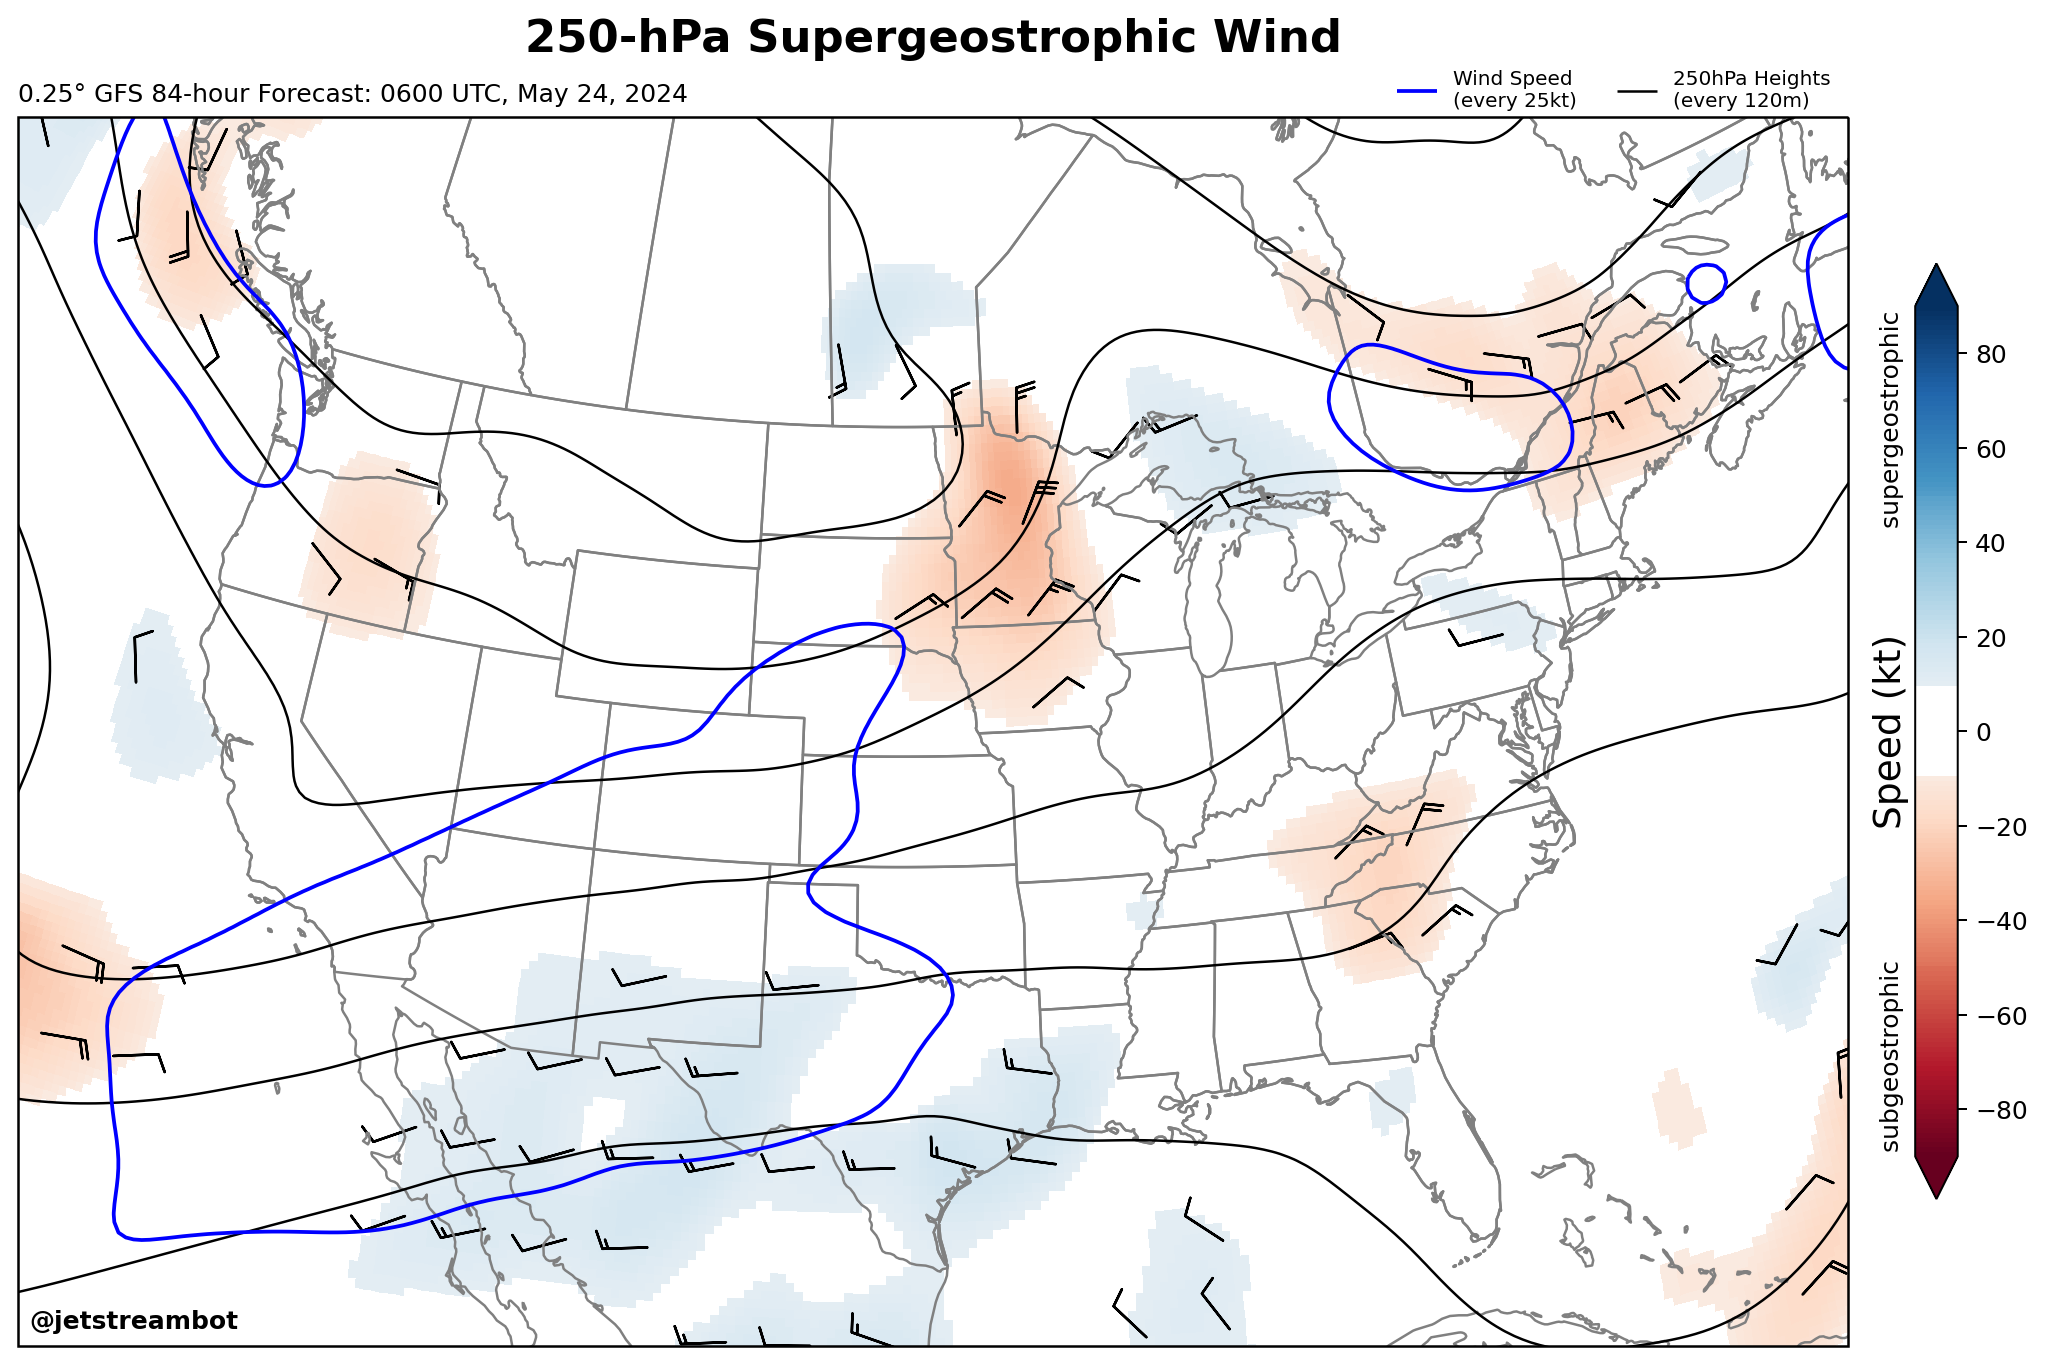 250-hPa Supergeostrophic Wind
0.25° GFS 84-hour Forecast: 0600 UTC, May 24, 2024
Wind Speed
(every 25kt)
250hPa Heights
(every 120m)
supergeostrophic
subgeostrophic
Speed (kt)
80
60
40
20
0
−20
−40
−60
−80
@jetstreambot